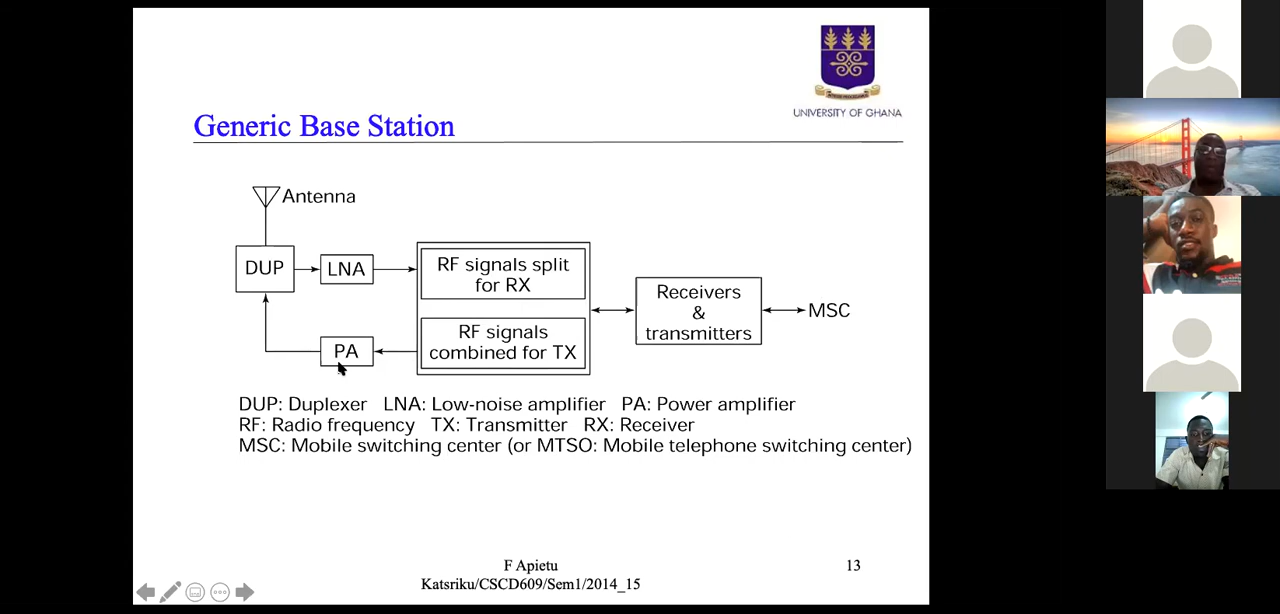 UNIVERSITY OF GHANA
Generic Base Station
Antenna
DUP
LNA
RF signals split
for RX
Receivers
&
transmitters
MSC
RF signals
combined for TX
PA
DUP: Duplexer LNA: Low-noise amplifier PA: Power amplifier
RF: Radio frequency TX: Transmitter RX: Receiver
MSC: Mobile switching center (or MTSO: Mobile telephone switching center)
F Apietu
Katsriku/CSCD609/Sem1/2014_15
13